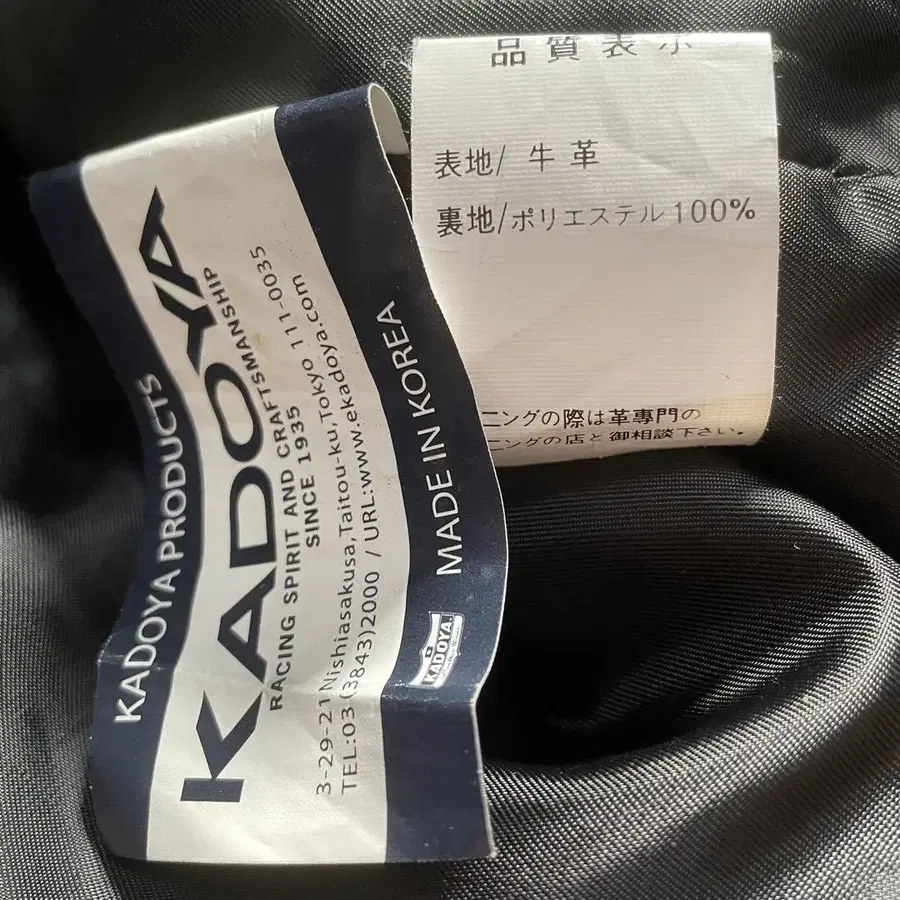 KADOYA PRODUCTS
KADOYA
RACING SPIRIT AND CRAFTSMANSHIP
SINCE 1935
3-29-21 Nishiasakusa,Taitou-ku,Tokyo 111-0035
TEL:03(3843)2000 / URL:www.ekadoya.com
MADE IN KOREA
KADOYA
品質表示
表地/ 牛革
裏地/ポリエステル100%
ニングの際は革専門の
ニングの店と御相談下さい。